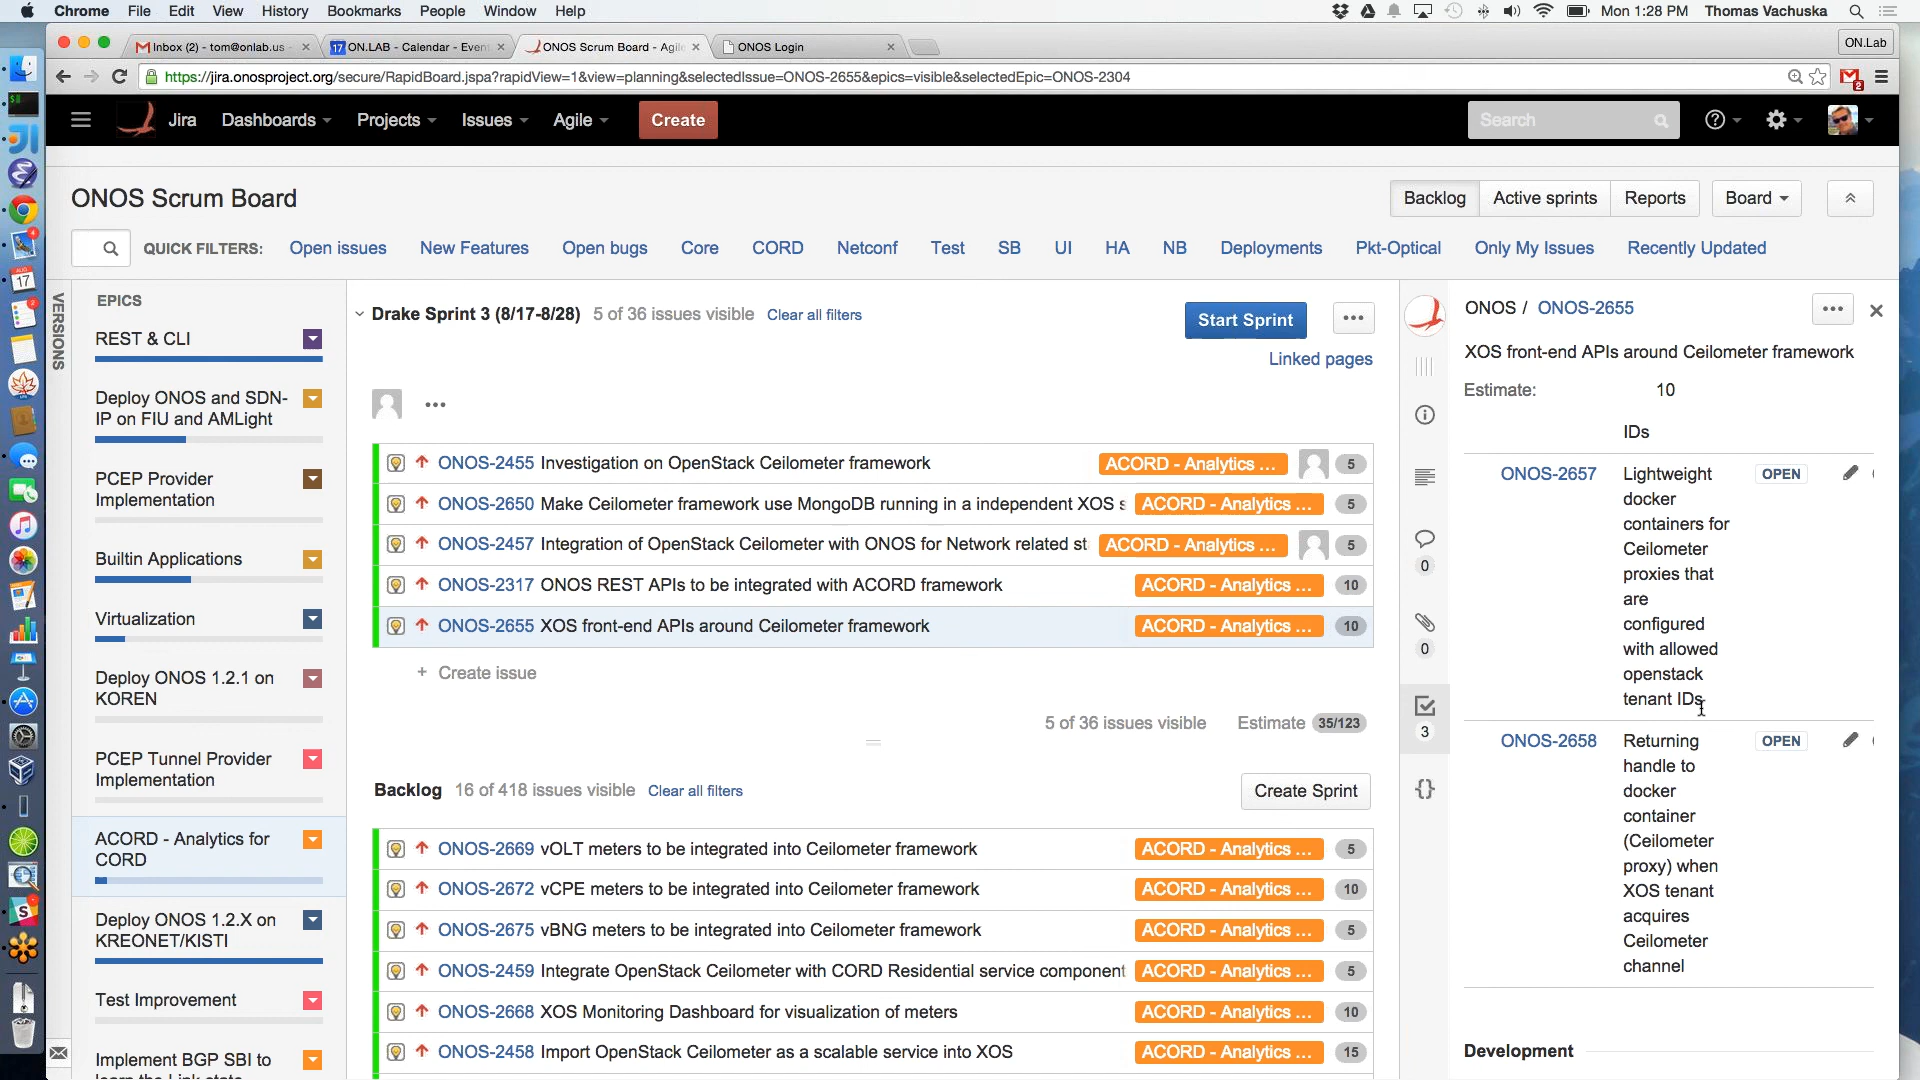 Chrome File Edit View History Bookmarks People Window Help Mon 1:28 PM Thomas Vachuska
Inbox (2) - tom@onlab.us - ON.LAB - Calendar - Event ONOS Scrum Board - Agile ONOS Login ON.Lab
https://jira.onosproject.org/secure/RapidBoard.jspa?rapidView=1&view=planning&selectedIssue=ONOS-2655&epics=visible&selectedEpic=ONOS-2304
Jira Dashboards Projects Issues Agile Create Search
ONOS Scrum Board
Backlog Active sprints Reports Board
QUICK FILTERS: Open issues New Features Open bugs Core CORD Netconf Test SB UI HA NB Deployments Pkt-Optical Only My Issues Recently Updated
VERSIONS
EPICS
REST & CLI
Deploy ONOS and SDN-
IP on FIU and AMLight
PCEP Provider
Implementation
Builtin Applications
Virtualization
Deploy ONOS 1.2.1 on
KOREN
PCEP Tunnel Provider
Implementation
ACORD - Analytics for
CORD
Deploy ONOS 1.2.X on
KREONET/KISTI
Test Improvement
Implement BGP SBI to
learn the Link state
Drake Sprint 3 (8/17-8/28) 5 of 36 issues visible Clear all filters
Start Sprint
Linked pages
ONOS-2455 Investigation on OpenStack Ceilometer framework ACORD - Analytics ... 5
ONOS-2650 Make Ceilometer framework use MongoDB running in a independent XOS s ACORD - Analytics ... 5
ONOS-2457 Integration of OpenStack Ceilometer with ONOS for Network related st ACORD - Analytics ... 5
ONOS-2317 ONOS REST APIs to be integrated with ACORD framework ACORD - Analytics ... 10
ONOS-2655 XOS front-end APIs around Ceilometer framework ACORD - Analytics ... 10
+ Create issue
5 of 36 issues visible Estimate 35/123
Backlog 16 of 418 issues visible Clear all filters
Create Sprint
ONOS-2669 vOLT meters to be integrated into Ceilometer framework ACORD - Analytics ... 5
ONOS-2672 vCPE meters to be integrated into Ceilometer framework ACORD - Analytics ... 10
ONOS-2675 vBNG meters to be integrated into Ceilometer framework ACORD - Analytics ... 5
ONOS-2459 Integrate OpenStack Ceilometer with CORD Residential service component ACORD - Analytics ... 5
ONOS-2668 XOS Monitoring Dashboard for visualization of meters ACORD - Analytics ... 10
ONOS-2458 Import OpenStack Ceilometer as a scalable service into XOS ACORD - Analytics ... 15
0
0
3
{}
ONOS / ONOS-2655
XOS front-end APIs around Ceilometer framework
Estimate: 10
IDs
ONOS-2657 Lightweight OPEN
docker
containers for
Ceilometer
proxies that
are
configured
with allowed
openstack
tenant IDs
ONOS-2658 Returning OPEN
handle to
docker
container
(Ceilometer
proxy) when
XOS tenant
acquires
Ceilometer
channel
Development